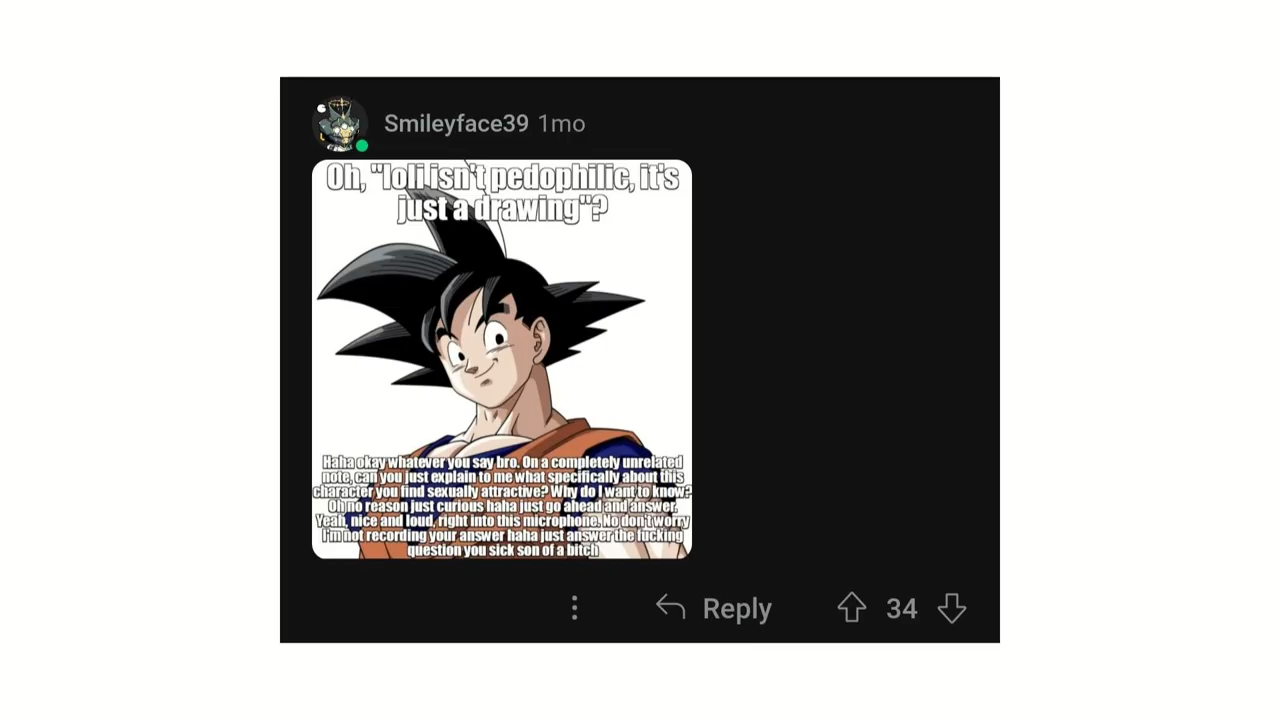 Smileyface39 1mo
Oh, "loli isn't pedophilic, it's
just a drawing"?
Haha okay whatever you say bro. On a completely unrelated
note, can you just explain to me what specifically about this
character you find sexually attractive? Why do I want to know?
Oh no reason just curious haha just go ahead and answer.
Yeah, nice and loud, right into this microphone. No don't worry
i'm not recording your answer haha just answer the fucking
question you sick son of a bitch
Reply 34